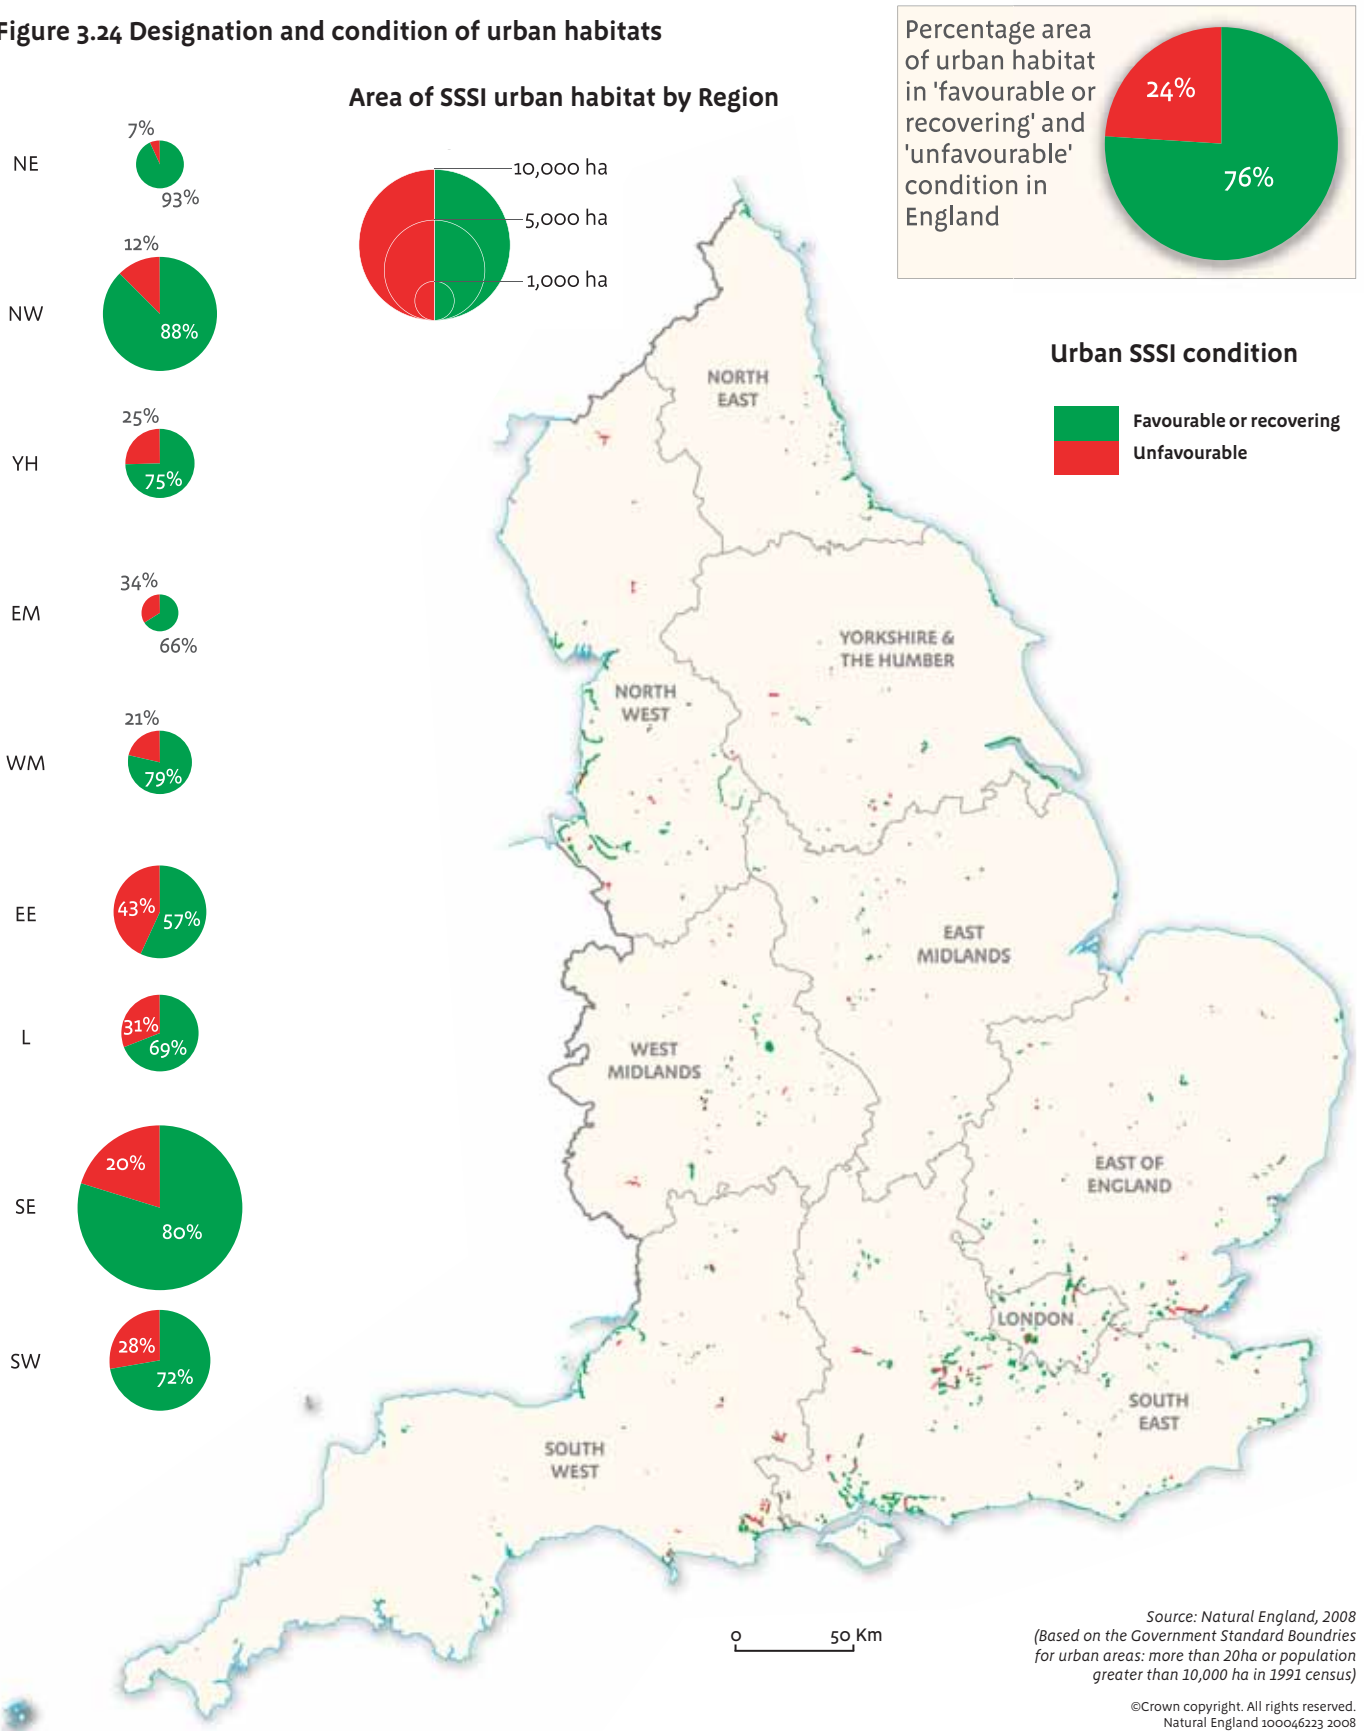 Figure 3.24 Designation and condition of urban habitats
Percentage area
of urban habitat
in 'favourable or
recovering' and
'unfavourable'
condition in
England
24%
76%
Area of SSSI urban habitat by Region
10,000 ha
5,000 ha
1,000 ha
Urban SSSI condition
Favourable or recovering
Unfavourable
NE
7%
93%
NW
12%
88%
YH
25%
75%
EM
34%
66%
WM
21%
79%
EE
43%
57%
L
31%
69%
SE
20%
80%
SW
28%
72%
NORTH
EAST
YORKSHIRE &
THE HUMBER
NORTH
WEST
EAST
MIDLANDS
WEST
MIDLANDS
EAST OF
ENGLAND
LONDON
SOUTH
EAST
SOUTH
WEST
0 50 Km
Source: Natural England, 2008
(Based on the Government Standard Boundries
for urban areas: more than 20ha or population
greater than 10,000 ha in 1991 census)
©Crown copyright. All rights reserved.
Natural England 100046223 2008